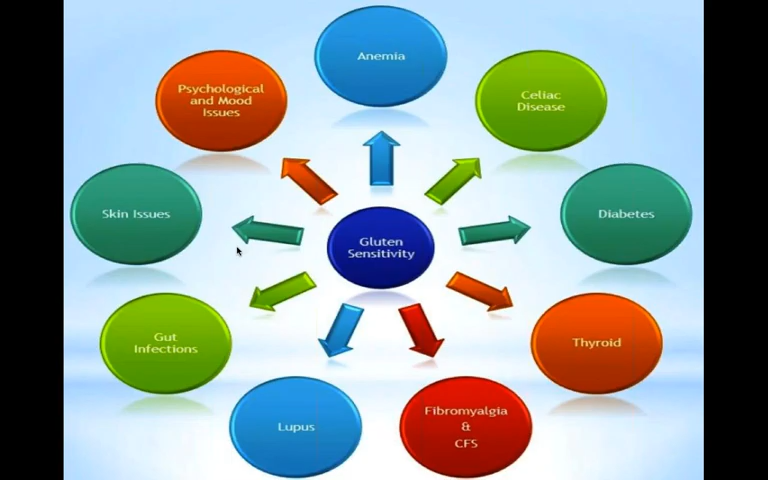 Anemia
Psychological
and Mood
Issues
Celiac
Disease
Skin Issues
Diabetes
Gluten
Sensitivity
Gut
Infections
Thyroid
Lupus
Fibromyalgia
&
CFS